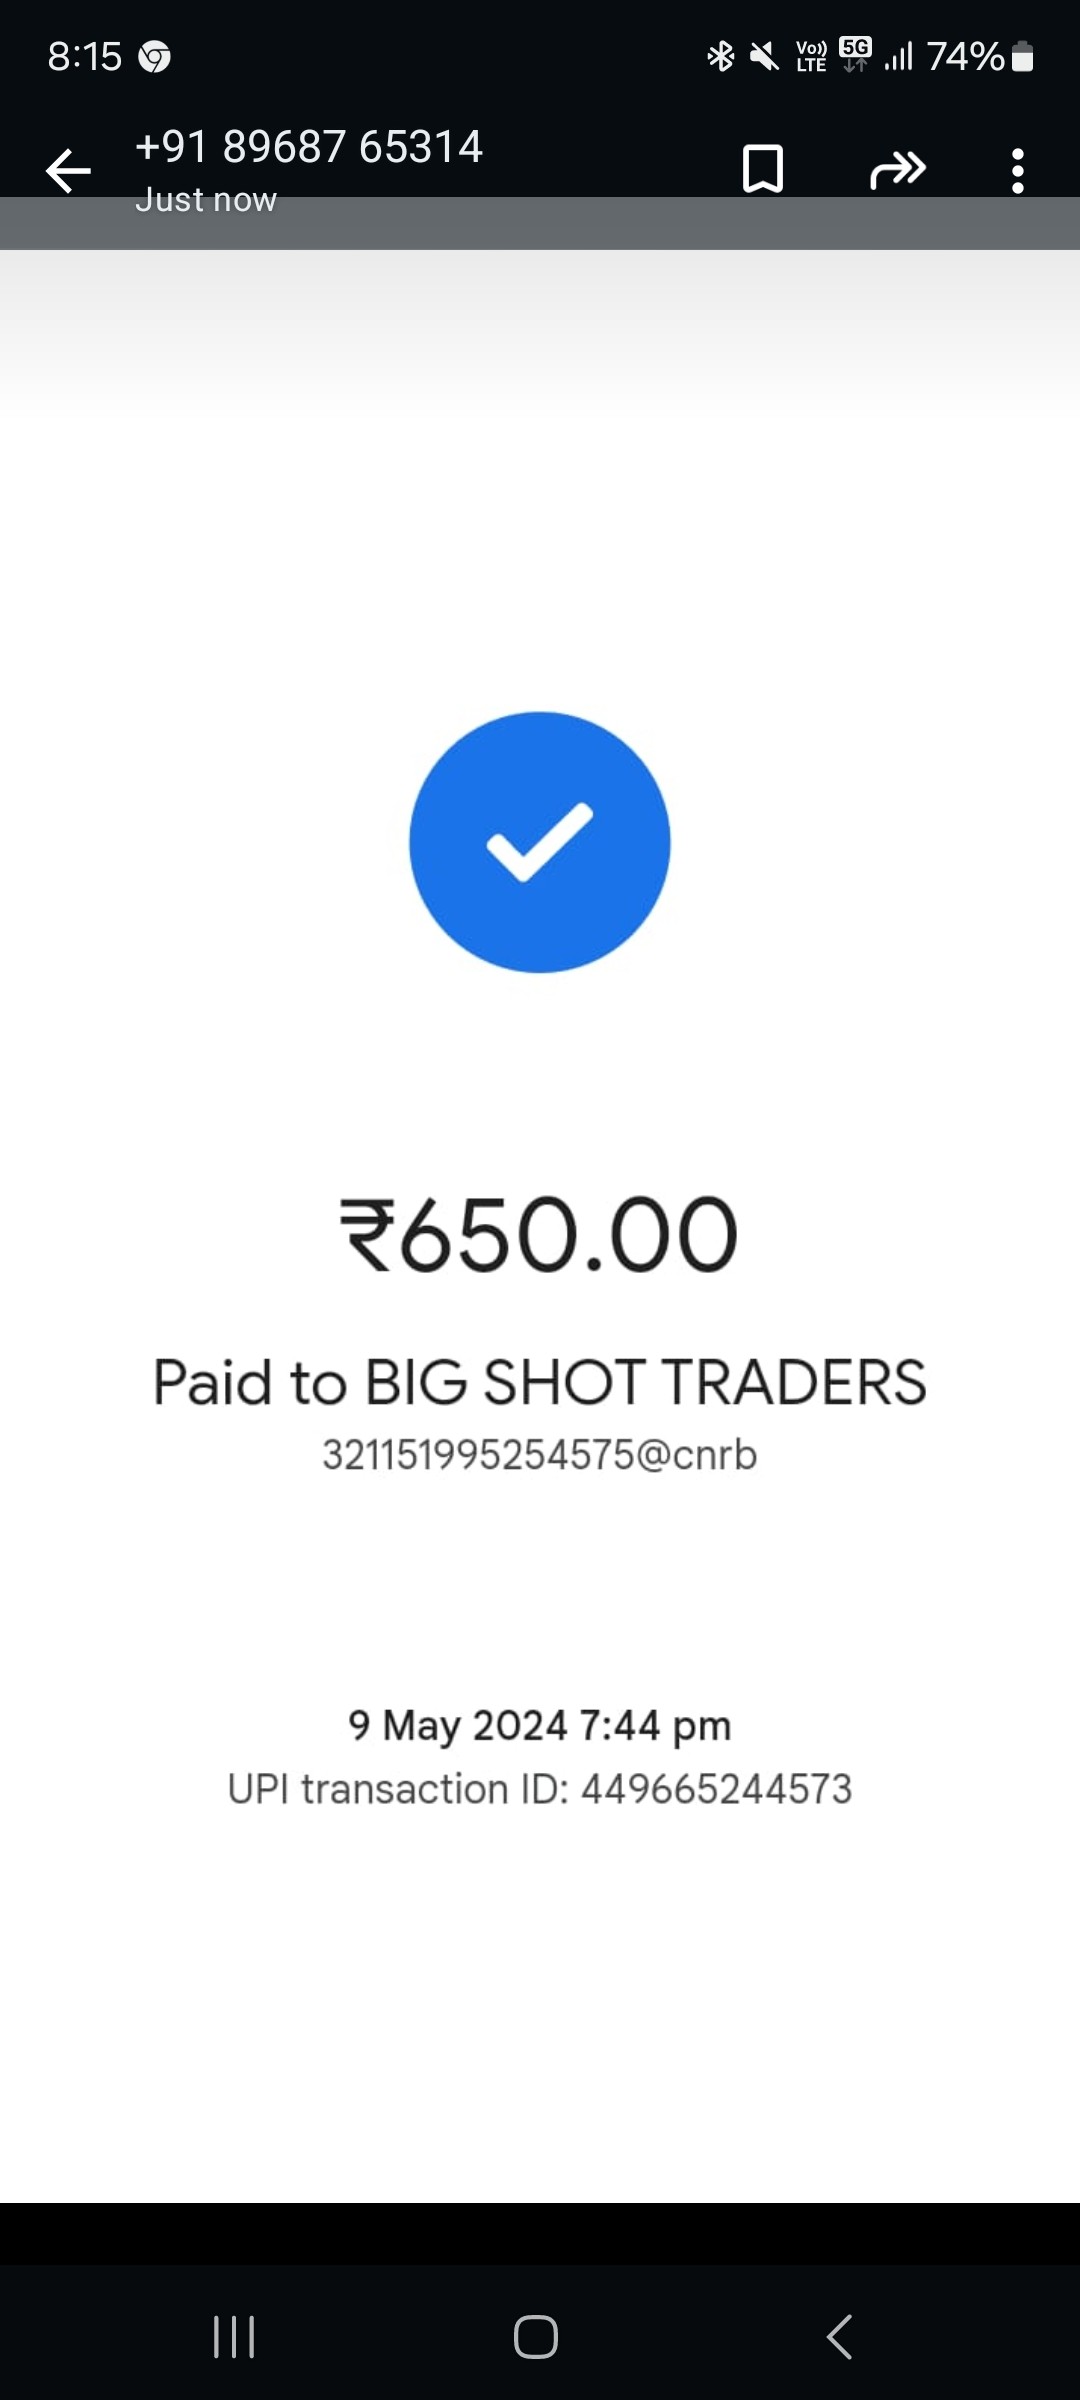 8:15
Vo)) LTE 5G 74%
+91 89687 65314
Just now
₹650.00
Paid to BIG SHOT TRADERS
321151995254575@cnrb
9 May 2024 7:44 pm
UPI transaction ID: 449665244573